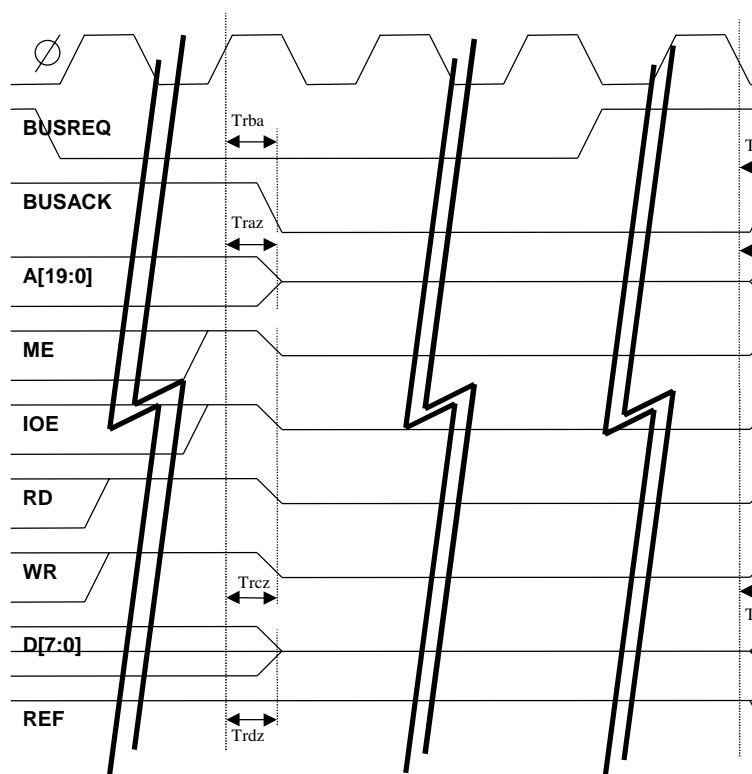 Ø
BUSREQ
Trba
T
BUSACK
Traz
A[19:0]
ME
IOE
RD
WR
Trcz
T
D[7:0]
REF
Trdz